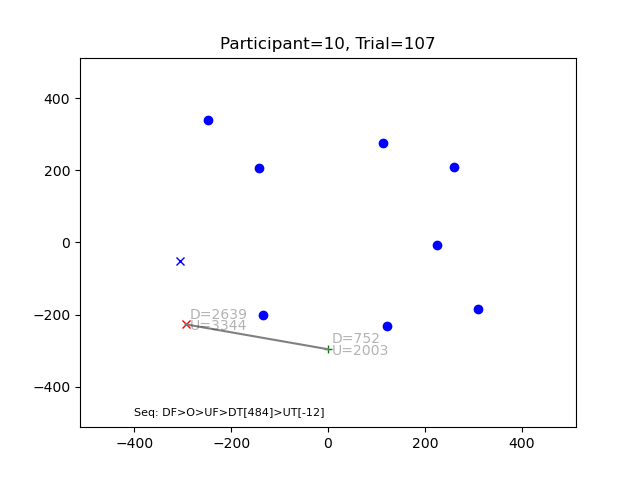 Participant=10, Trial=107
400
200
0
−200
−400
D=2639
U=3344
D=752
U=2003
Seq: DF>O>UF>DT[484]>UT[-12]
−400
−200
0
200
400